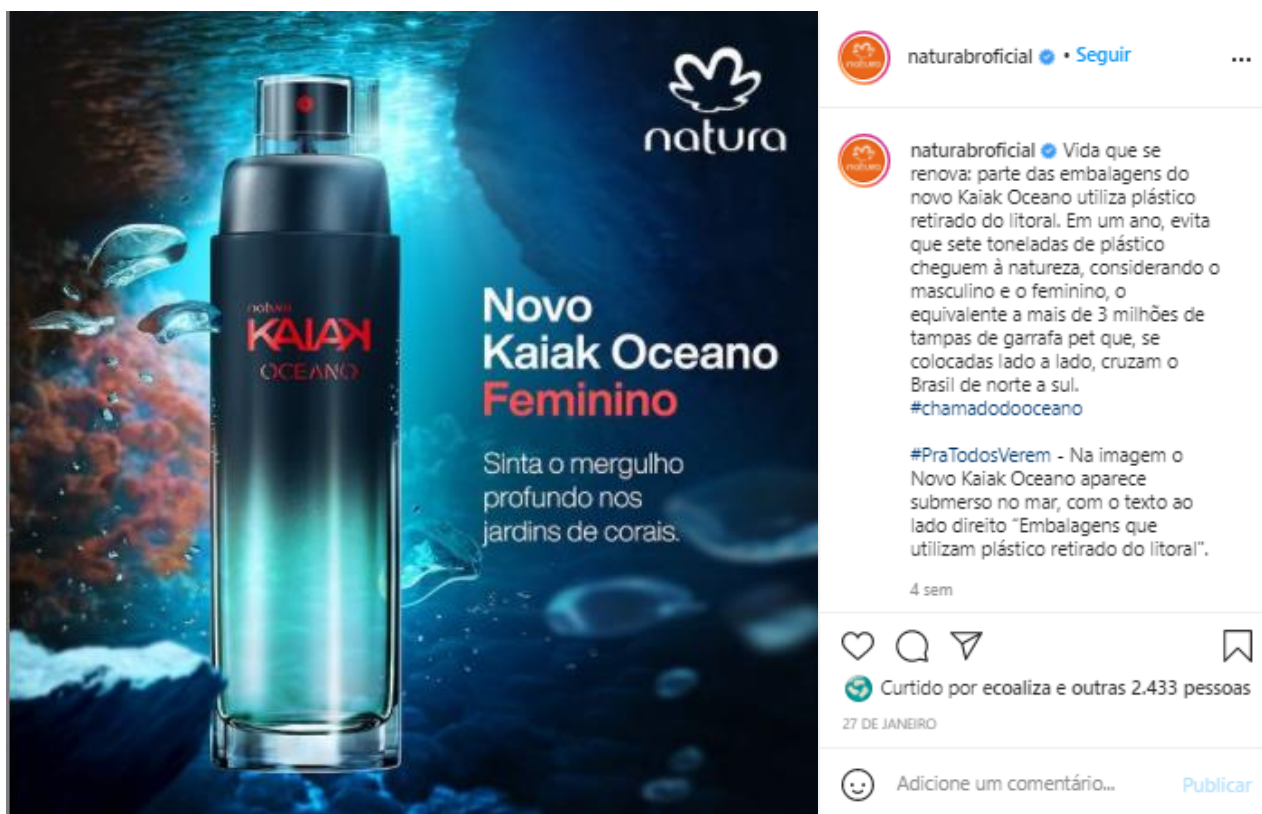 natura
natura
KAIAK
OCEANO
Novo
Kaiak Oceano
Feminino
Sinta o mergulho
profundo nos
jardins de corais.
naturabroficial • Seguir
...
naturabroficial Vida que se
renova: parte das embalagens do
novo Kaiak Oceano utiliza plástico
retirado do litoral. Em um ano, evita
que sete toneladas de plástico
cheguem à natureza, considerando o
masculino e o feminino, o
equivalente a mais de 3 milhões de
tampas de garrafa pet que, se
colocadas lado a lado, cruzam o
Brasil de norte a sul.
#chamadodooceano
#PraTodosVerem - Na imagem o
Novo Kaiak Oceano aparece
submerso no mar, com o texto ao
lado direito “Embalagens que
utilizam plástico retirado do litoral”.
4 sem
Curtido por ecoaliza e outras 2.433 pessoas
27 DE JANEIRO
Adicione um comentário... Publicar